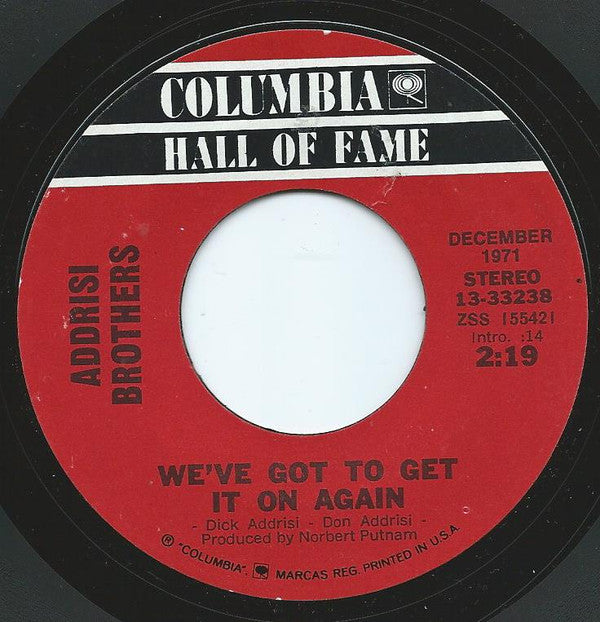 COLUMBIA
HALL OF FAME
ADDRISI
BROTHERS
DECEMBER
1971
STEREO
13-33238
ZSS 155421
Intro. :14
2:19
WE'VE GOT TO GET
IT ON AGAIN
- Dick Addrisi - Don Addrisi -
Produced by Norbert Putnam
℗ "COLUMBIA", MARCAS REG. PRINTED IN U.S.A.